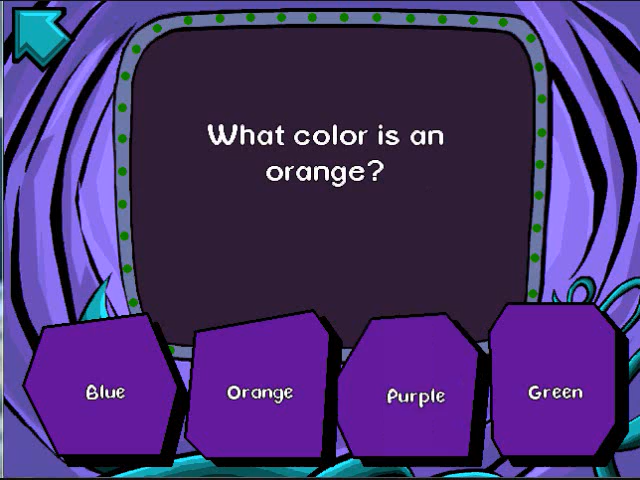 What color is an
orange?
Blue
Orange
Purple
Green